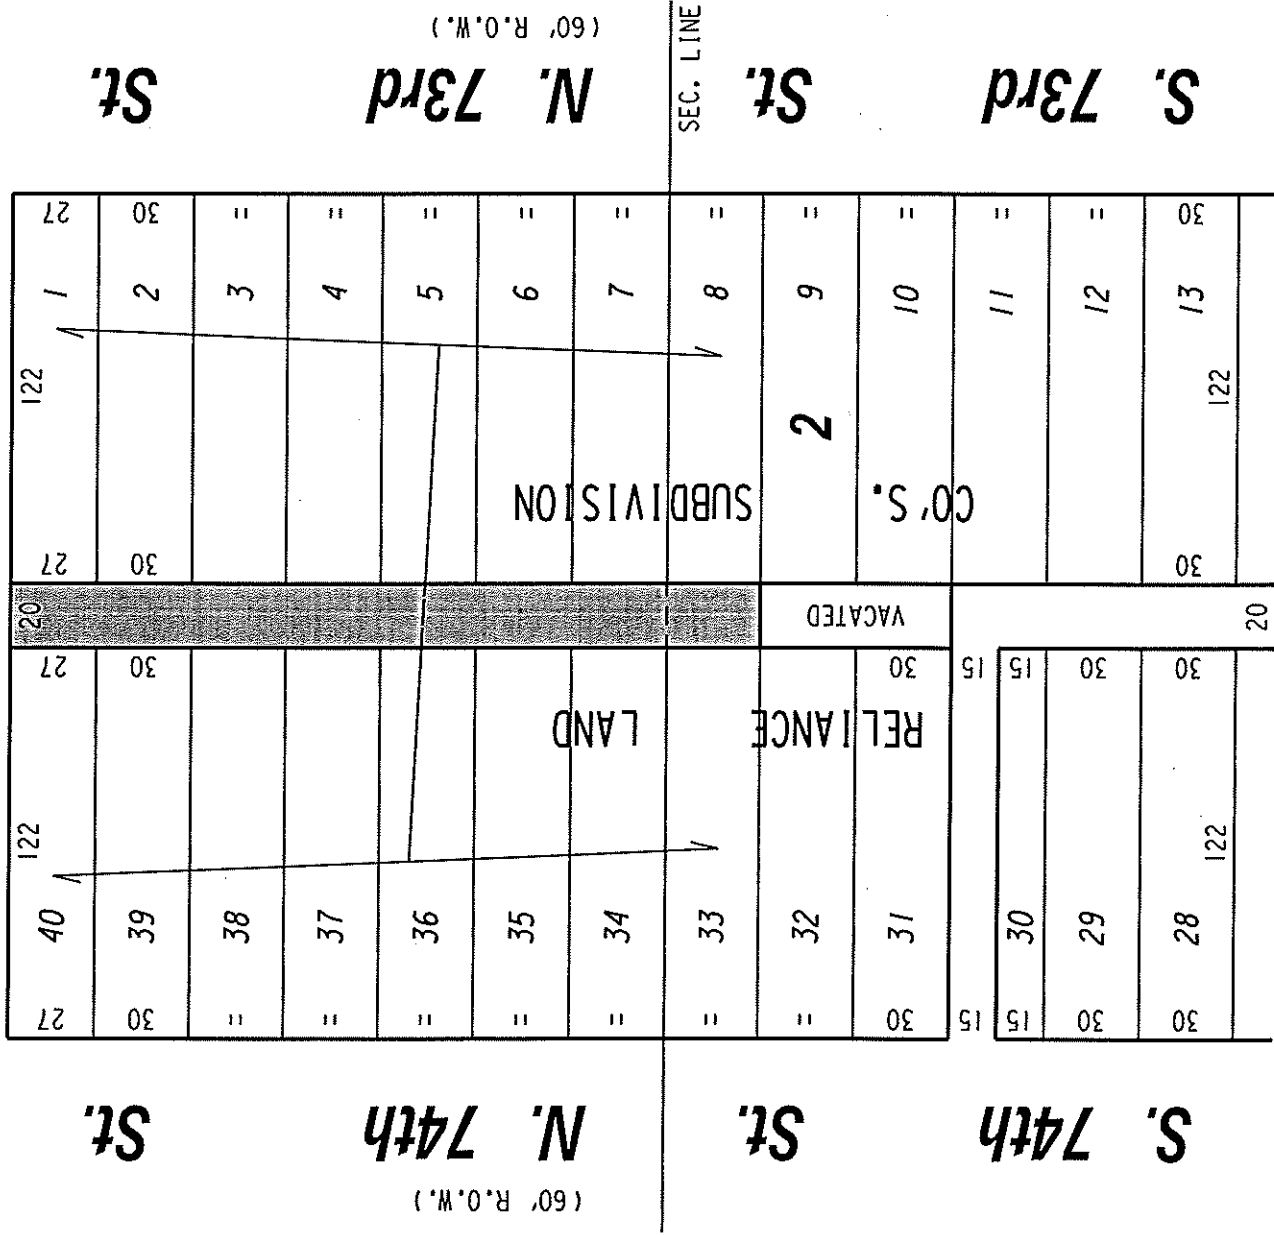 S. 74th St. N. 74th St.
(60' R.O.W.)
30 30 15 15 30 " " " " " " " 30 27
28 29 30 31 32 33 34 35 36 37 38 39 40
122 122
RELIANCE LAND
30 30 15 15 30 30 27
20 VACATED 20
30 30 27
CO'S. SUBDIVISION
2
122 122
13 12 11 10 9 8 7 6 5 4 3 2 1
30 " " " " " " " " " " 30 27
S. 73rd St. N. 73rd St.
SEC. LINE
(60' R.O.W.)